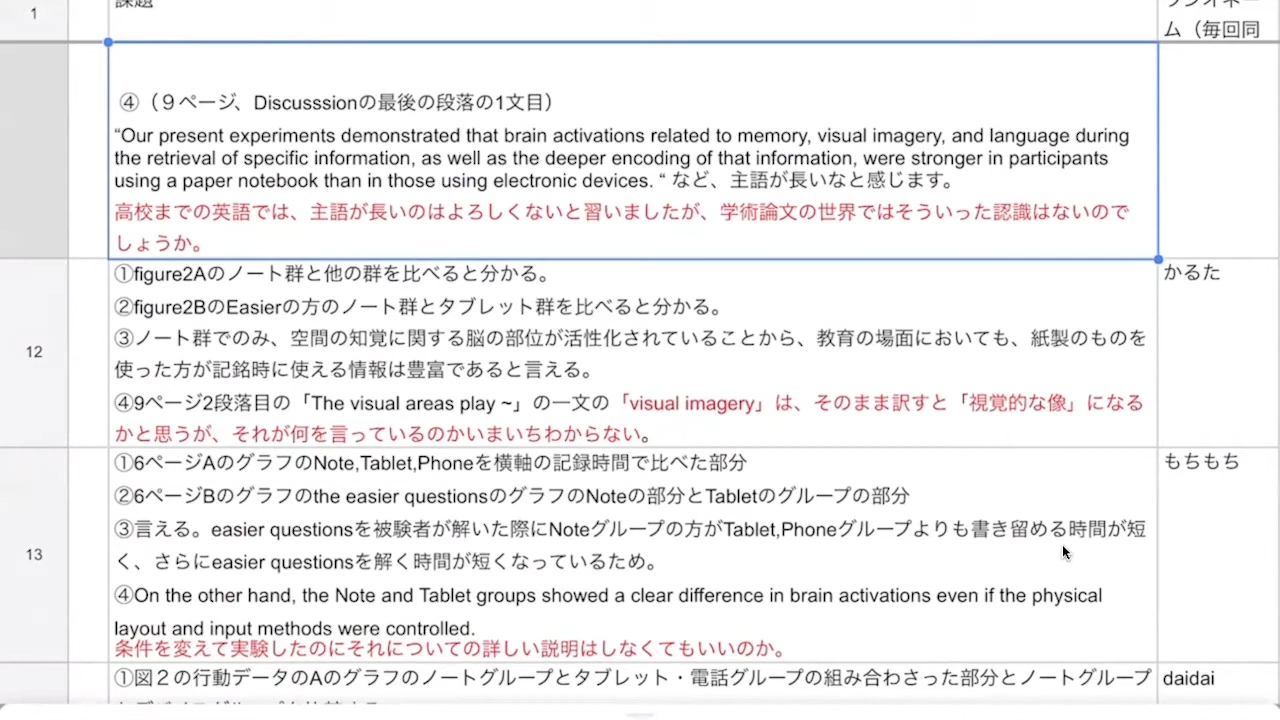 1
課題
ラジオネー
ム（毎回同
④（９ページ、Discusssionの最後の段落の1文目）
“Our present experiments demonstrated that brain activations related to memory, visual imagery, and language during
the retrieval of specific information, as well as the deeper encoding of that information, were stronger in participants
using a paper notebook than in those using electronic devices. “ など、主語が長いなと感じます。
高校までの英語では、主語が長いのはよろしくないと習いましたが、学術論文の世界ではそういった認識はないので
しょうか。
12
①figure2Aのノート群と他の群を比べると分かる。
かるた
②figure2BのEasierの方のノート群とタブレット群を比べると分かる。
③ノート群でのみ、空間の知覚に関する脳の部位が活性化されていることから、教育の場面においても、紙製のものを
使った方が記銘時に使える情報は豊富であると言える。
④9ページ2段落目の「The visual areas play ~」の一文の「visual imagery」は、そのまま訳すと「視覚的な像」になる
かと思うが、それが何を言っているのかいまいちわからない。
13
①6ページAのグラフのNote,Tablet,Phoneを横軸の記録時間で比べた部分
もちもち
②6ページBのグラフのthe easier questionsのグラフのNoteの部分とTabletのグループの部分
③言える。easier questionsを被験者が解いた際にNoteグループの方がTablet,Phoneグループよりも書き留める時間が短
く、さらにeasier questionsを解く時間が短くなっているため。
④On the other hand, the Note and Tablet groups showed a clear difference in brain activations even if the physical
layout and input methods were controlled.
条件を変えて実験したのにそれについての詳しい説明はしなくてもいいのか。
①図２の行動データのAのグラフのノートグループとタブレット・電話グループの組み合わさった部分とノートグループ
daidai